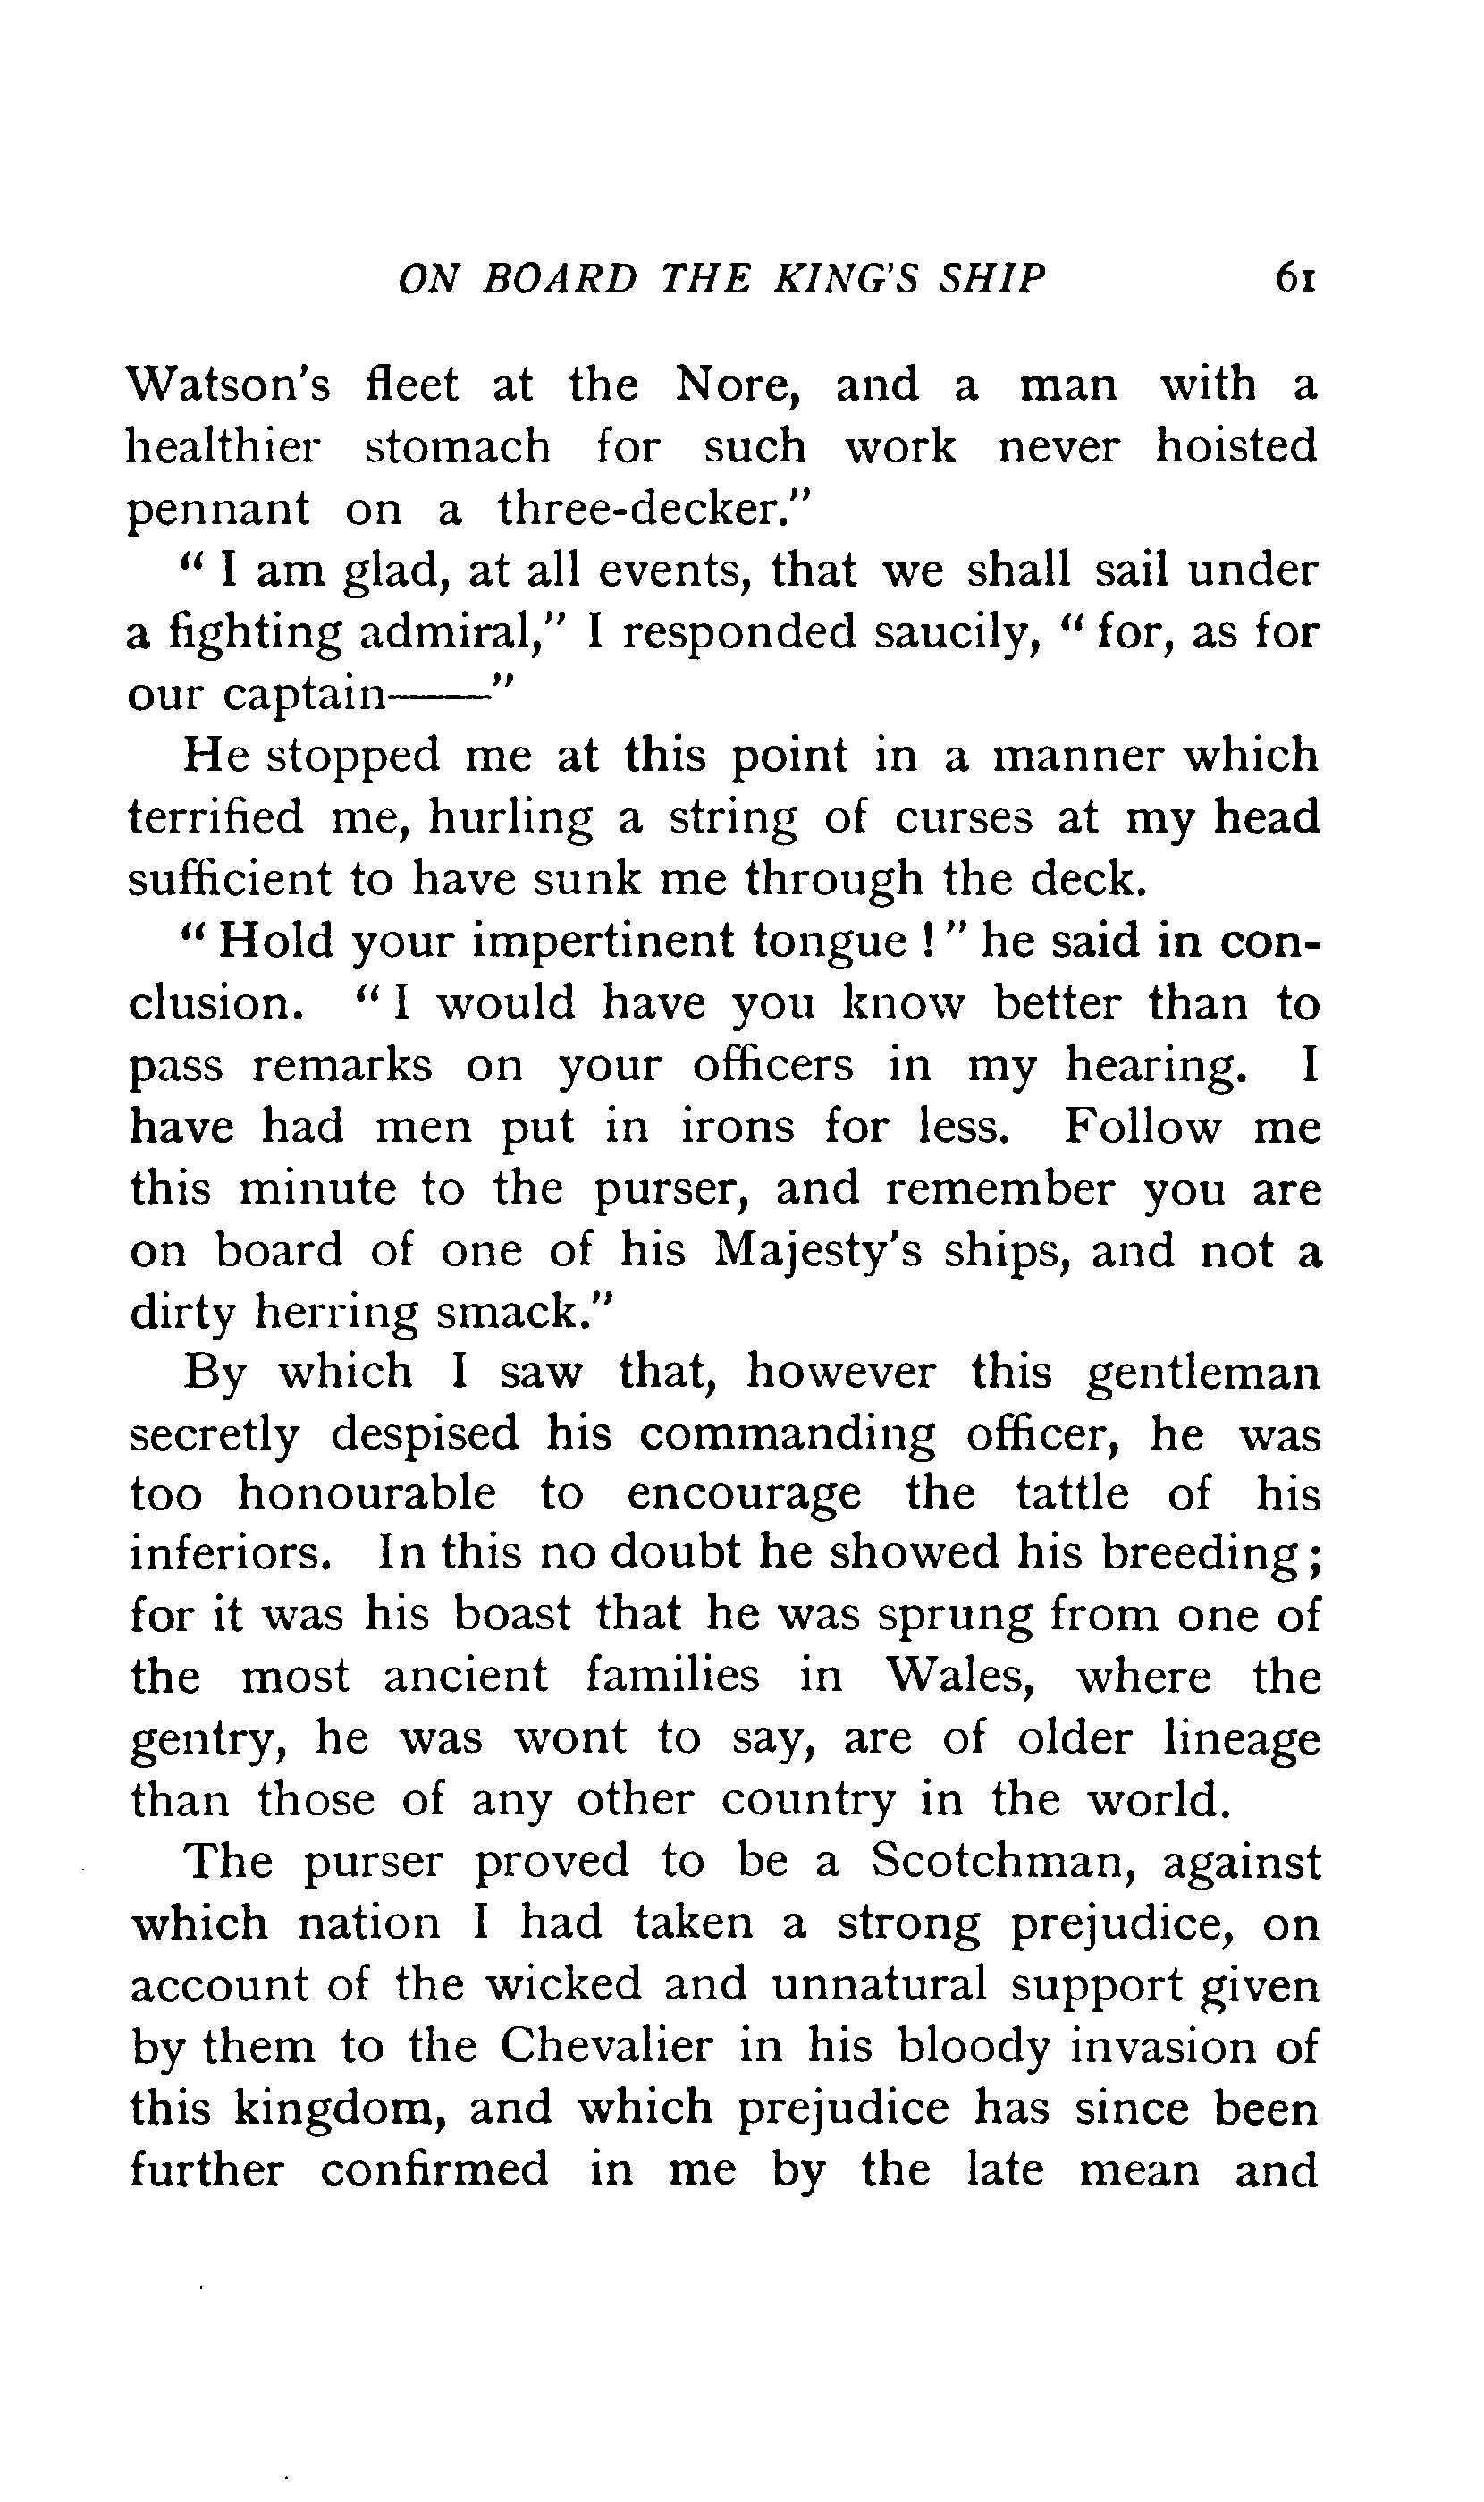 ON BOARD THE KING'S SHIP 61
Watson's fleet at the Nore, and a man with a
healthier stomach for such work never hoisted
pennant on a three-decker."
" I am glad, at all events, that we shall sail under
a fighting admiral," I responded saucily, " for, as for
our captain——"
He stopped me at this point in a manner which
terrified me, hurling a string of curses at my head
sufficient to have sunk me through the deck.
" Hold your impertinent tongue ! " he said in con-
clusion. " I would have you know better than to
pass remarks on your officers in my hearing. I
have had men put in irons for less. Follow me
this minute to the purser, and remember you are
on board of one of his Majesty's ships, and not a
dirty herring smack."
By which I saw that, however this gentleman
secretly despised his commanding officer, he was
too honourable to encourage the tattle of his
inferiors. In this no doubt he showed his breeding ;
for it was his boast that he was sprung from one of
the most ancient families in Wales, where the
gentry, he was wont to say, are of older lineage
than those of any other country in the world.
The purser proved to be a Scotchman, against
which nation I had taken a strong prejudice, on
account of the wicked and unnatural support given
by them to the Chevalier in his bloody invasion of
this kingdom, and which prejudice has since been
further confirmed in me by the late mean and